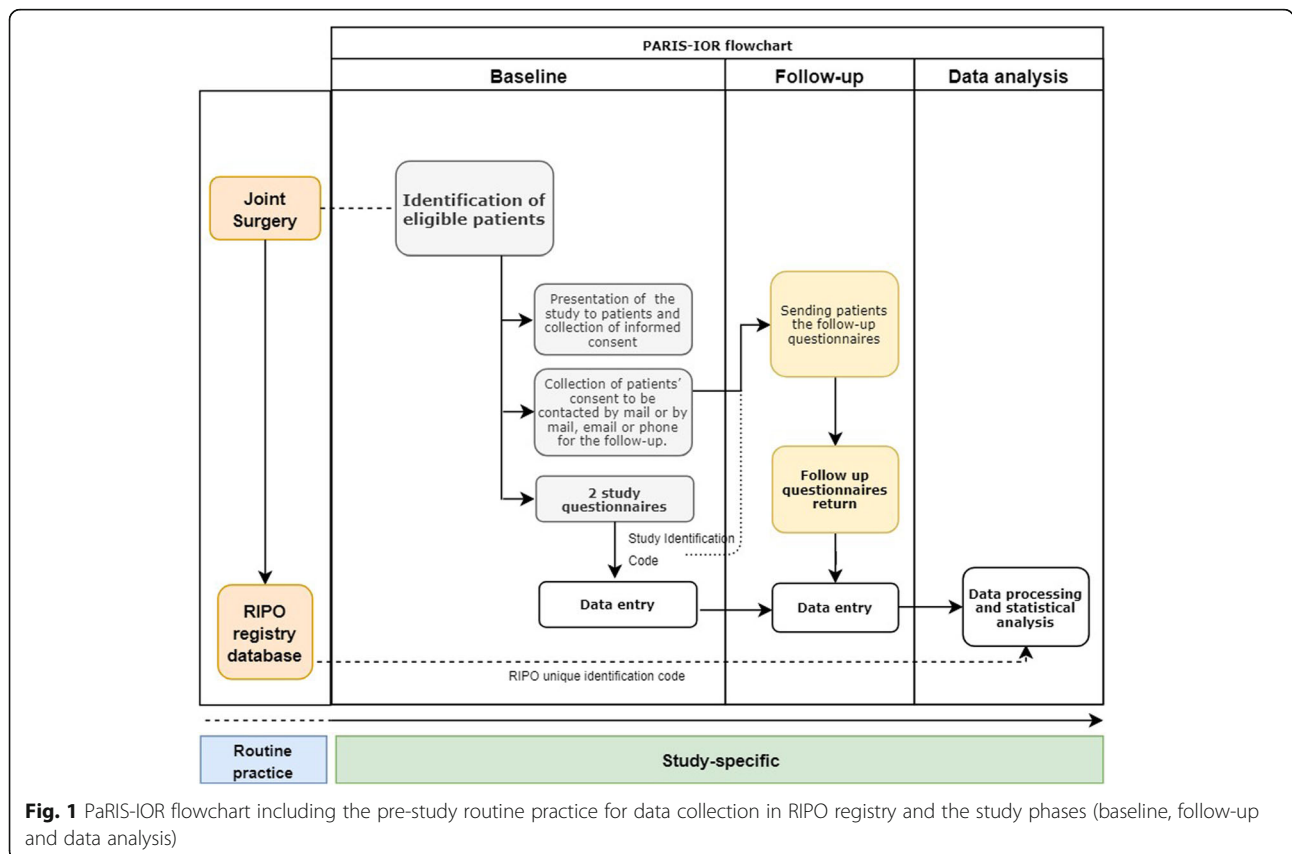 PARIS-IOR flowchart
Baseline
Follow-up
Data analysis
Joint
Surgery
Identification of
eligible patients
Presentation of the
study to patients and
collection of informed
consent
Collection of patients'
consent to be
contacted by mail or by
mail, email or phone
for the follow-up.
2 study
questionnaires
Study Identification
Code
Data entry
Sending patients
the follow-up
questionnaires
Follow up
questionnaires
return
Data entry
Data processing
and statistical
analysis
RIPO
registry
database
RIPO unique identification code
Routine
practice
Study-specific
Fig. 1 PaRIS-IOR flowchart including the pre-study routine practice for data collection in RIPO registry and the study phases (baseline, follow-up
and data analysis)